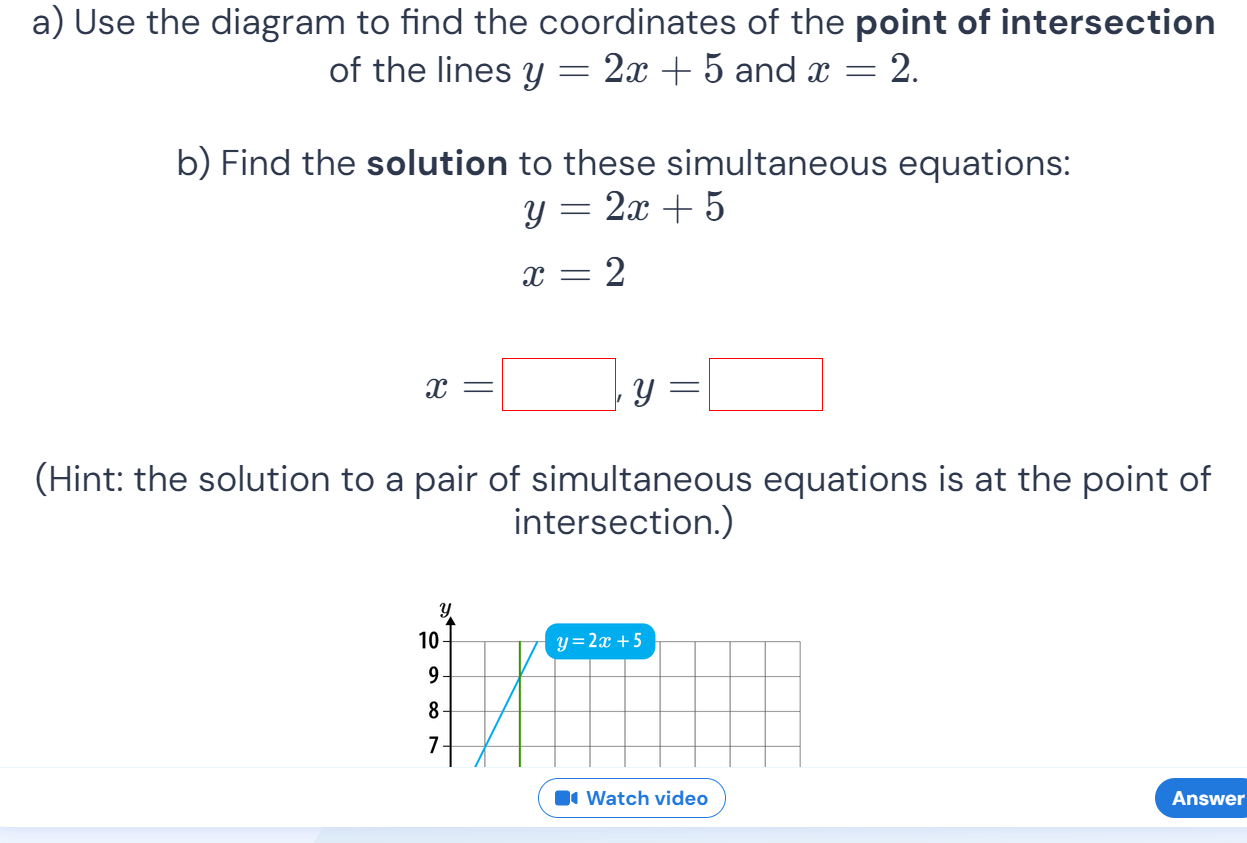 a) Use the diagram to find the coordinates of the point of intersection
of the lines y = 2x + 5 and x = 2.
b) Find the solution to these simultaneous equations:
y = 2x + 5
x = 2
x = , y =
(Hint: the solution to a pair of simultaneous equations is at the point of
intersection.)
y
10
y = 2x + 5
9
8
7
Watch video
Answer